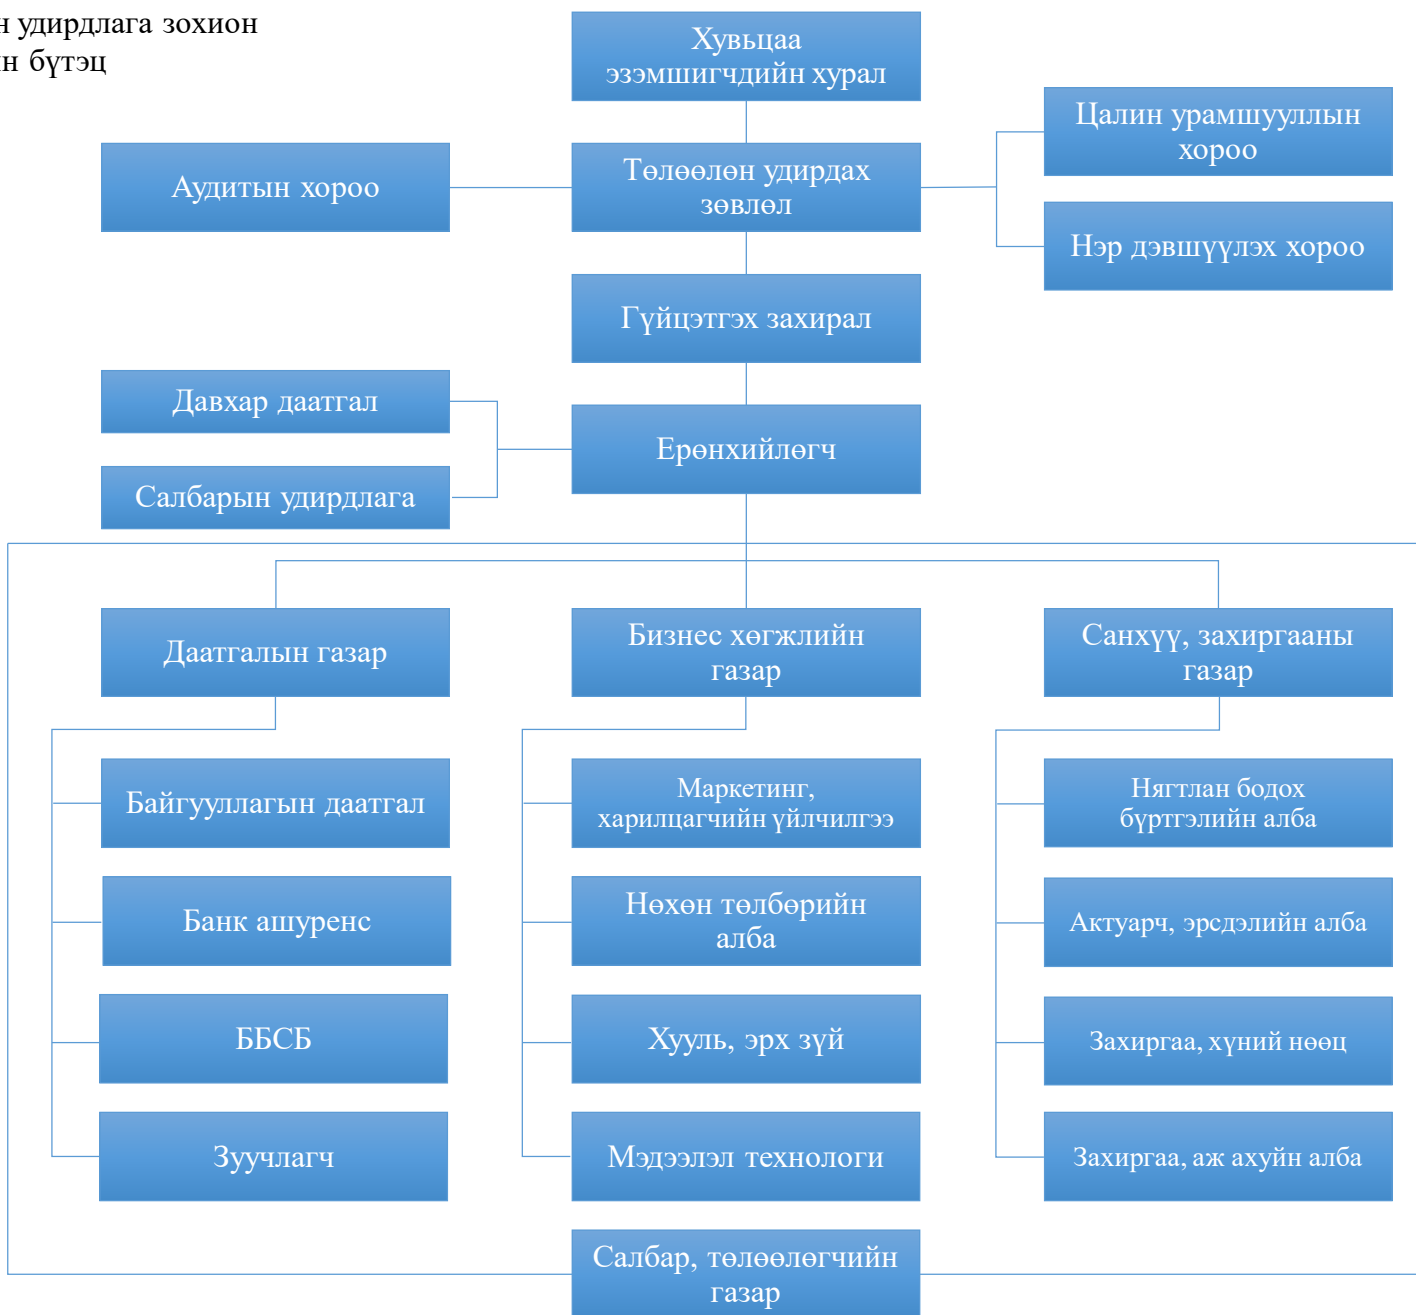 удирдлага зохион
бүтэц
Хувьцаа
эзэмшигчдийн хурал
Цалин урамшууллын
хороо
Аудитын хороо
Төлөөлөн удирдах
зөвлөл
Нэр дэвшүүлэх хороо
Гүйцэтгэх захирал
Давхар даатгал
Ерөнхийлөгч
Салбарын удирдлага
Даатгалын газар
Бизнес хөгжлийн
газар
Санхүү, захиргааны
газар
Байгууллагын даатгал
Маркетинг,
харилцагчийн үйлчилгээ
Нягтлан бодох
бүртгэлийн алба
Банк ашуренс
Нөхөн төлбөрийн
алба
Актуарч, эрсдэлийн алба
ББСБ
Хууль, эрх зүй
Захиргаа, хүний нөөц
Зуучлагч
Мэдээлэл технологи
Захиргаа, аж ахуйн алба
Салбар, төлөөлөгчийн
газар